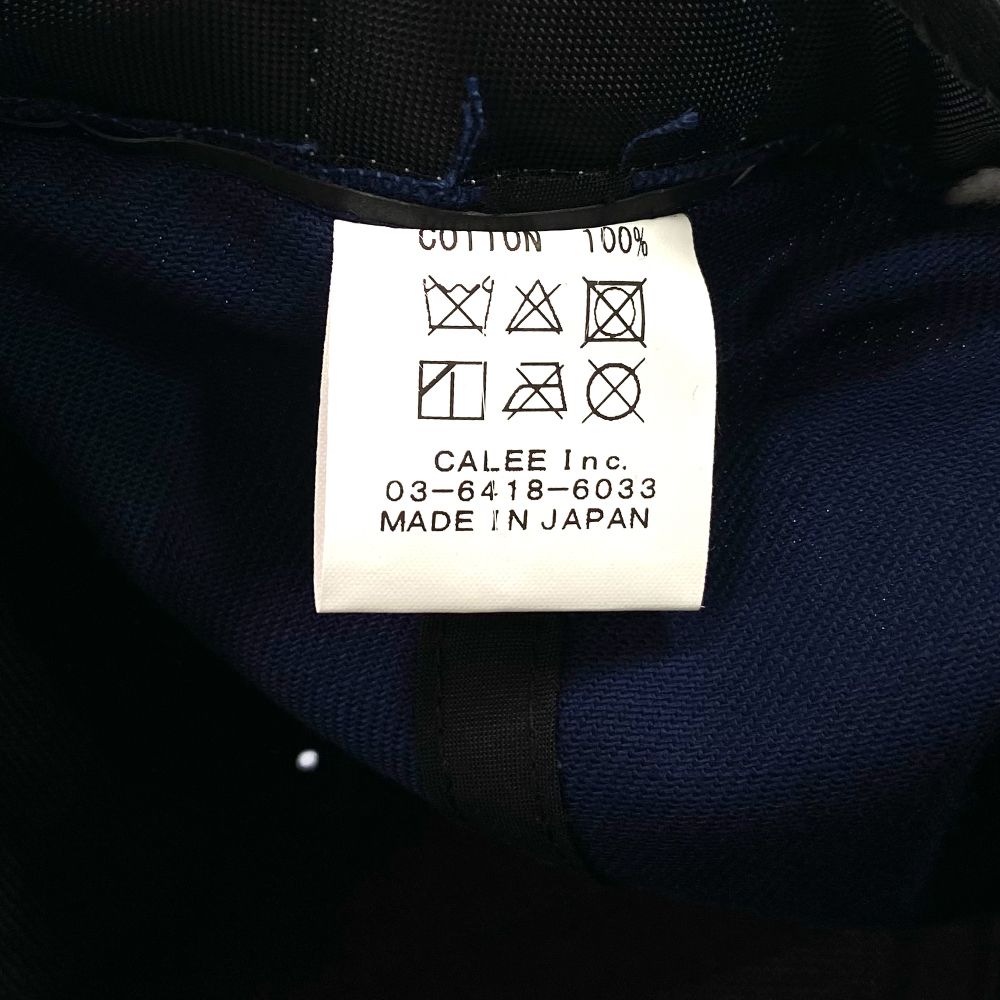 COTTON 100%
CALEE Inc.
03-6418-6033
MADE IN JAPAN